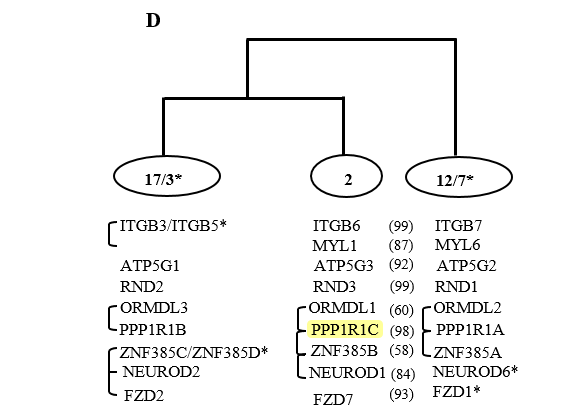 D
17/3* 2 12/7*
ITGB3/ITGB5* ITGB6 (99) ITGB7
MYL1 (87) MYL6
ATP5G1 ATP5G3 (92) ATP5G2
RND2 RND3 (99) RND1
ORMDL3 ORMDL1 (60) ORMDL2
PPP1R1B PPP1R1C (98) PPP1R1A
ZNF385C/ZNF385D* ZNF385B (58) ZNF385A
NEUROD2 NEUROD1 (84) NEUROD6*
FZD2 FZD7 (93) FZD1*